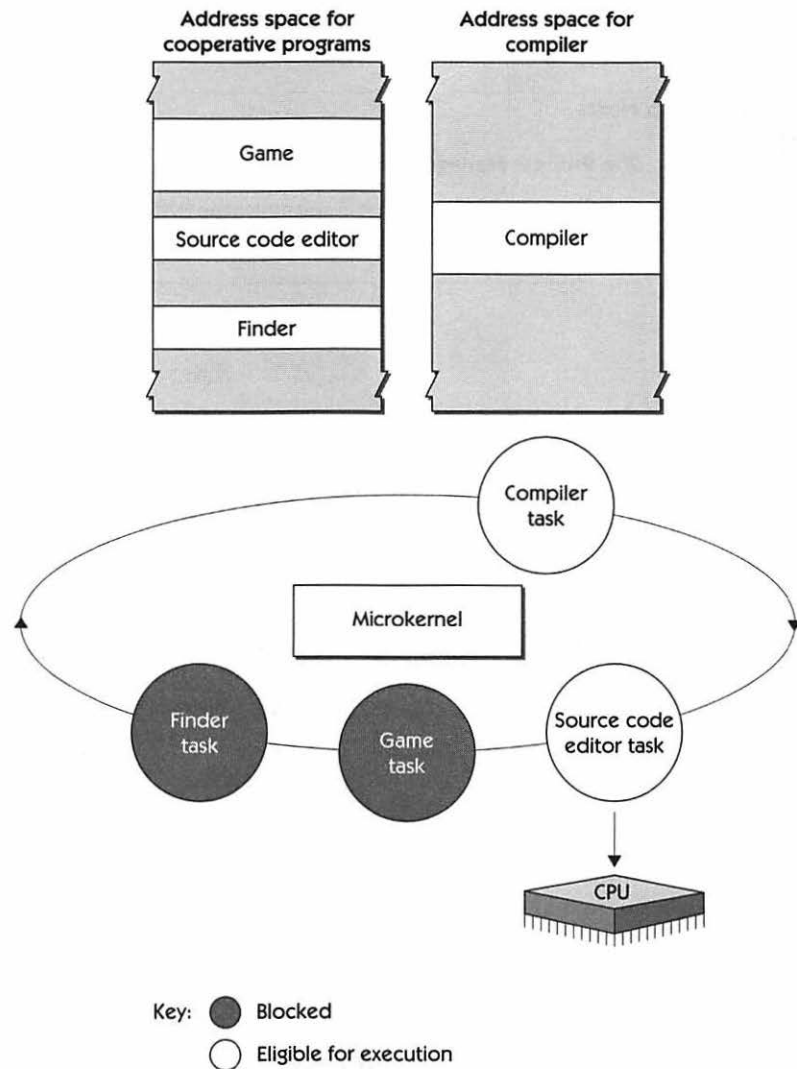 Address space for
cooperative programs
Address space for
compiler
Game
Source code editor
Finder
Compiler
Compiler
task
Microkernel
Finder
task
Game
task
Source code
editor task
CPU
Key:
Blocked
Eligible for execution